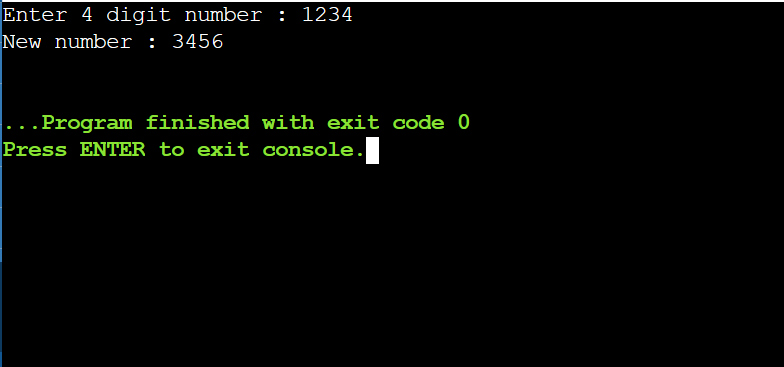 Enter 4 digit number : 1234
New number : 3456
...Program finished with exit code 0
Press ENTER to exit console.